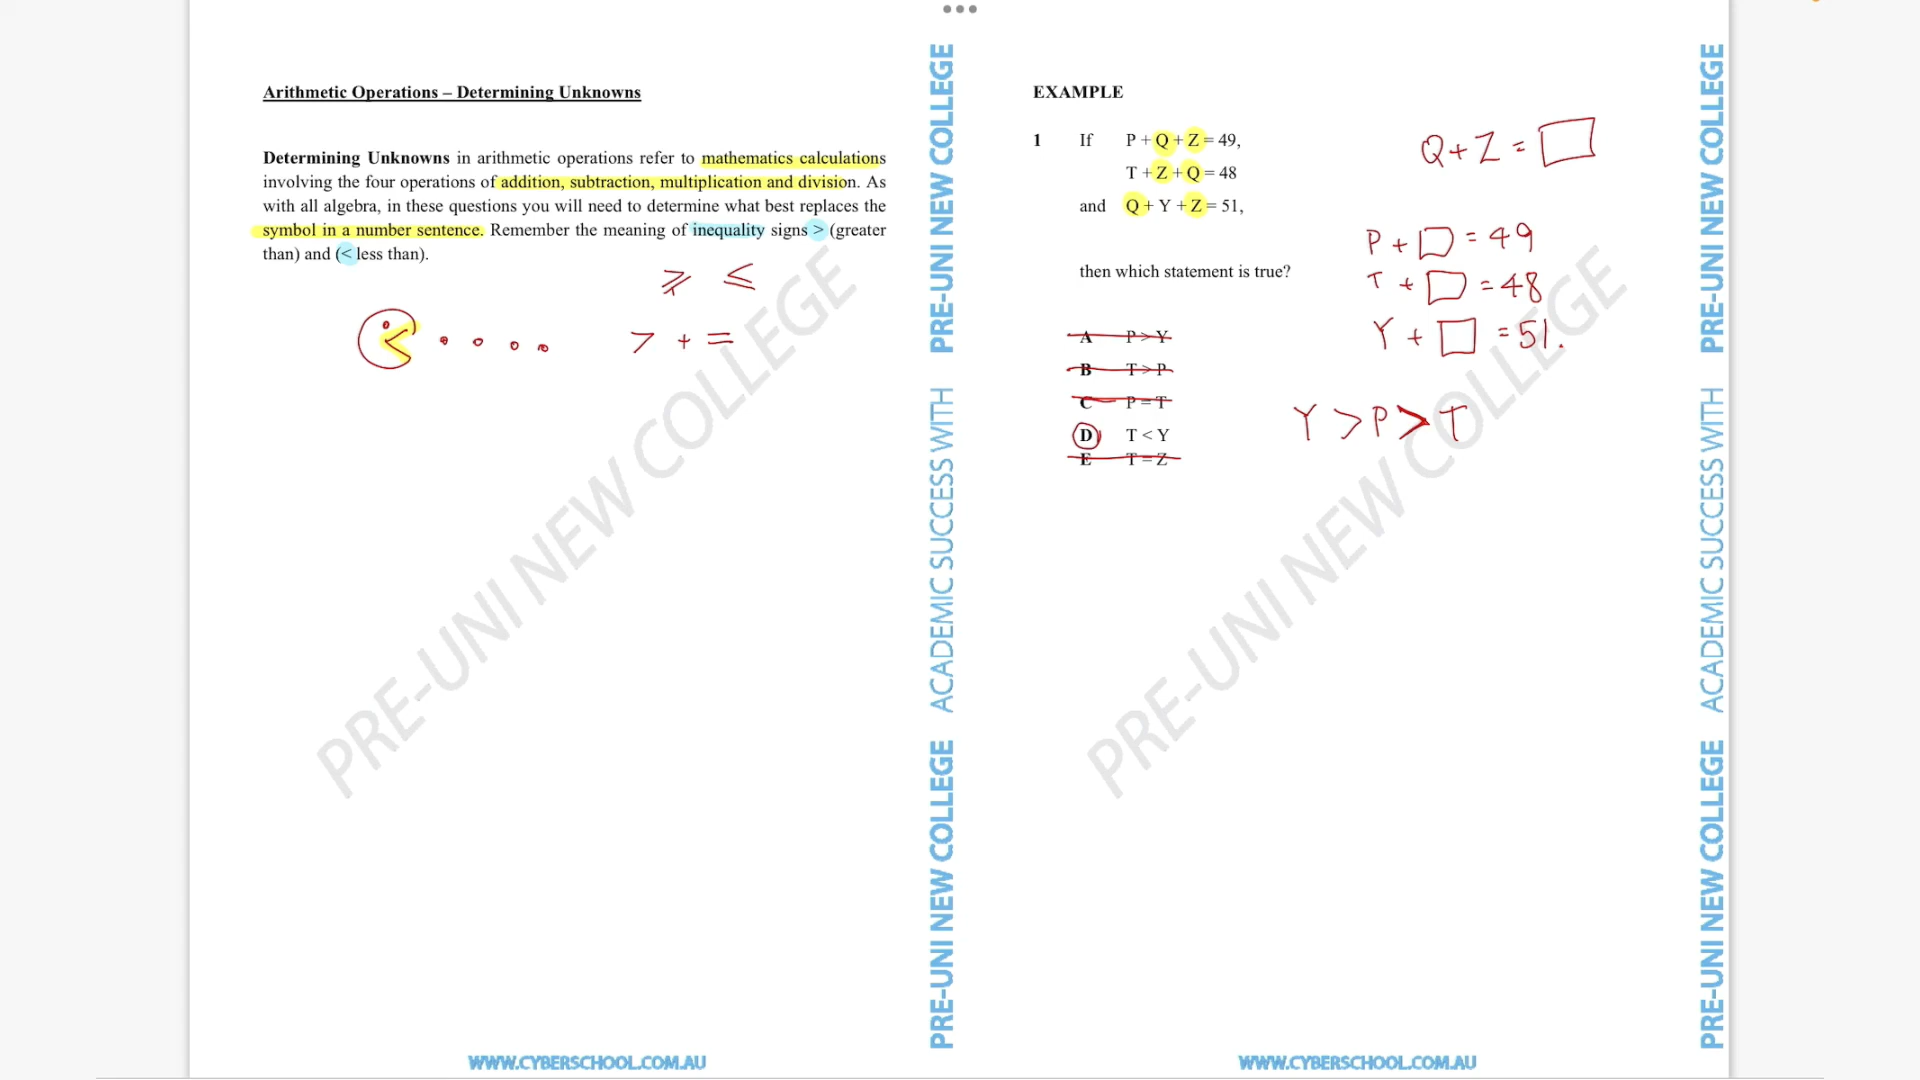 Arithmetic Operations – Determining Unknowns
Determining Unknowns in arithmetic operations refer to mathematics calculations
involving the four operations of addition, subtraction, multiplication and division. As
with all algebra, in these questions you will need to determine what best replaces the
symbol in a number sentence. Remember the meaning of inequality signs > (greater
than) and (< less than).
⩾ ≤
> + =
PRE-UNI NEW COLLEGE
PRE-UNI NEW COLLEGE ACADEMIC SUCCESS WITH PRE-UNI NEW COLLEGE
WWW.CYBERSCHOOL.COM.AU
EXAMPLE
1 If P + Q + Z = 49,
T + Z + Q = 48
and Q + Y + Z = 51,
then which statement is true?
A P > Y
B T > P
C P = T
D T < Y
E T = Z
Q + Z = □
P + □ = 49
T + □ = 48
Y + □ = 51.
Y > P > T
PRE-UNI NEW COLLEGE
PRE-UNI NEW COLLEGE ACADEMIC SUCCESS WITH PRE-UNI NEW COLLEGE
WWW.CYBERSCHOOL.COM.AU